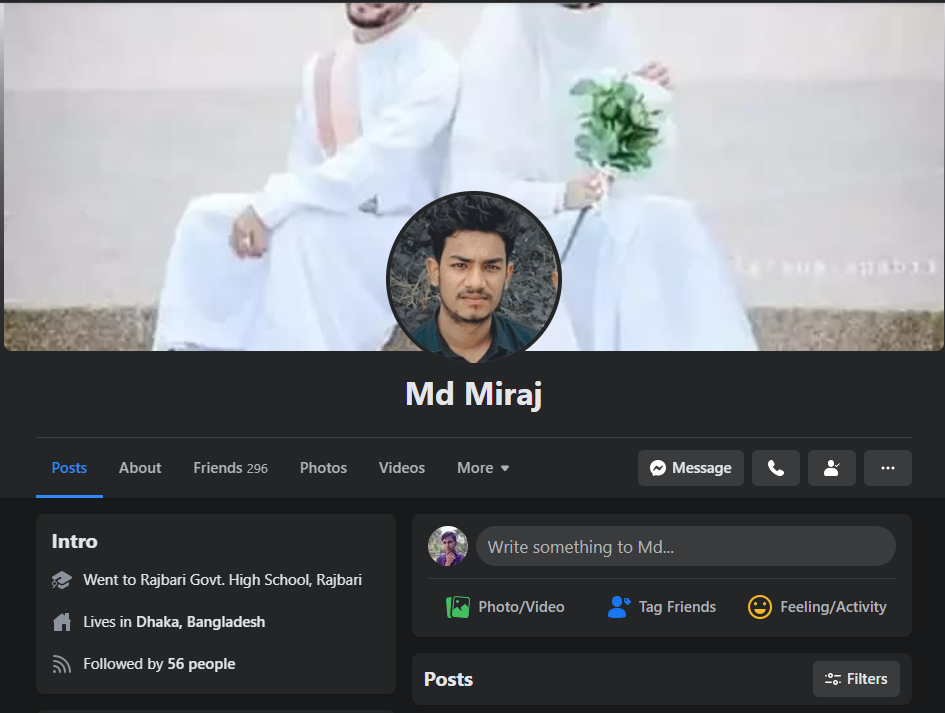 Md Miraj
Posts About Friends 296 Photos Videos More
Message
Intro
Went to Rajbari Govt. High School, Rajbari
Lives in Dhaka, Bangladesh
Followed by 56 people
Write something to Md...
Photo/Video Tag Friends Feeling/Activity
Posts
Filters